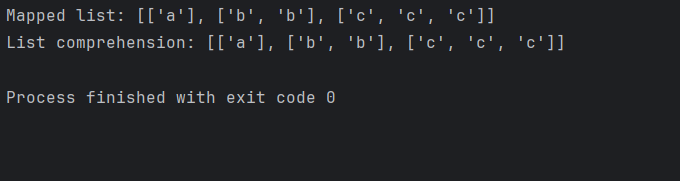 Mapped list: [['a'], ['b', 'b'], ['c', 'c', 'c']]
List comprehension: [['a'], ['b', 'b'], ['c', 'c', 'c']]
Process finished with exit code 0